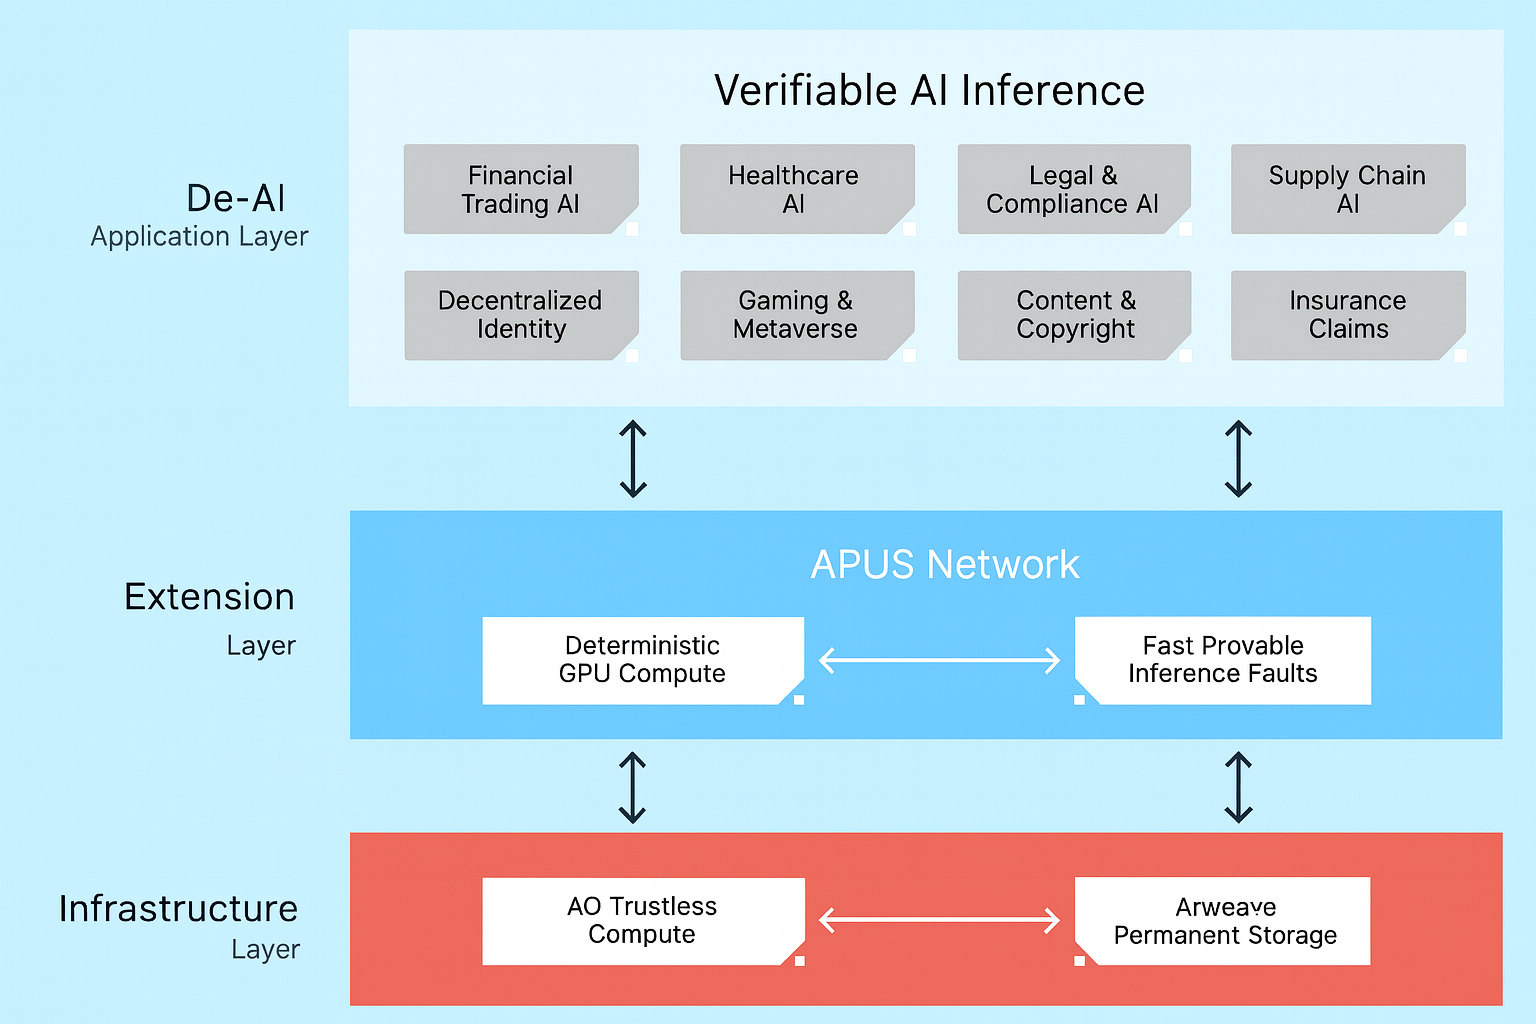 Verifiable AI Inference
Financial
Trading AI
Healthcare
AI
Legal &
Compliance AI
Supply Chain
AI
De-AI
Application Layer
Decentralized
Identity
Gaming &
Metaverse
Content &
Copyright
Insurance
Claims
APUS Network
Extension
Layer
Deterministic
GPU Compute
Fast Provable
Inference Faults
Infrastructure
Layer
AO Trustless
Compute
Arweave
Permanent Storage